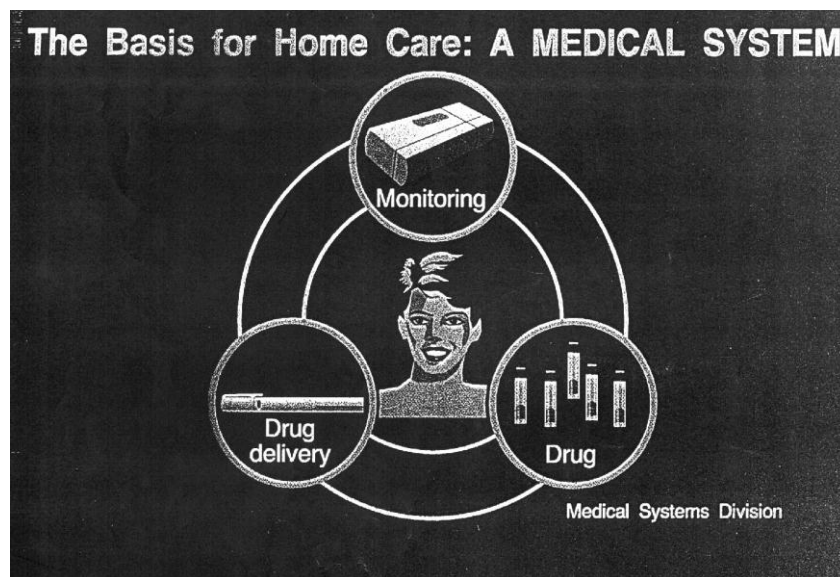 The Basis for Home Care: A MEDICAL SYSTEM
Monitoring
Drug
delivery
Drug
Medical Systems Division